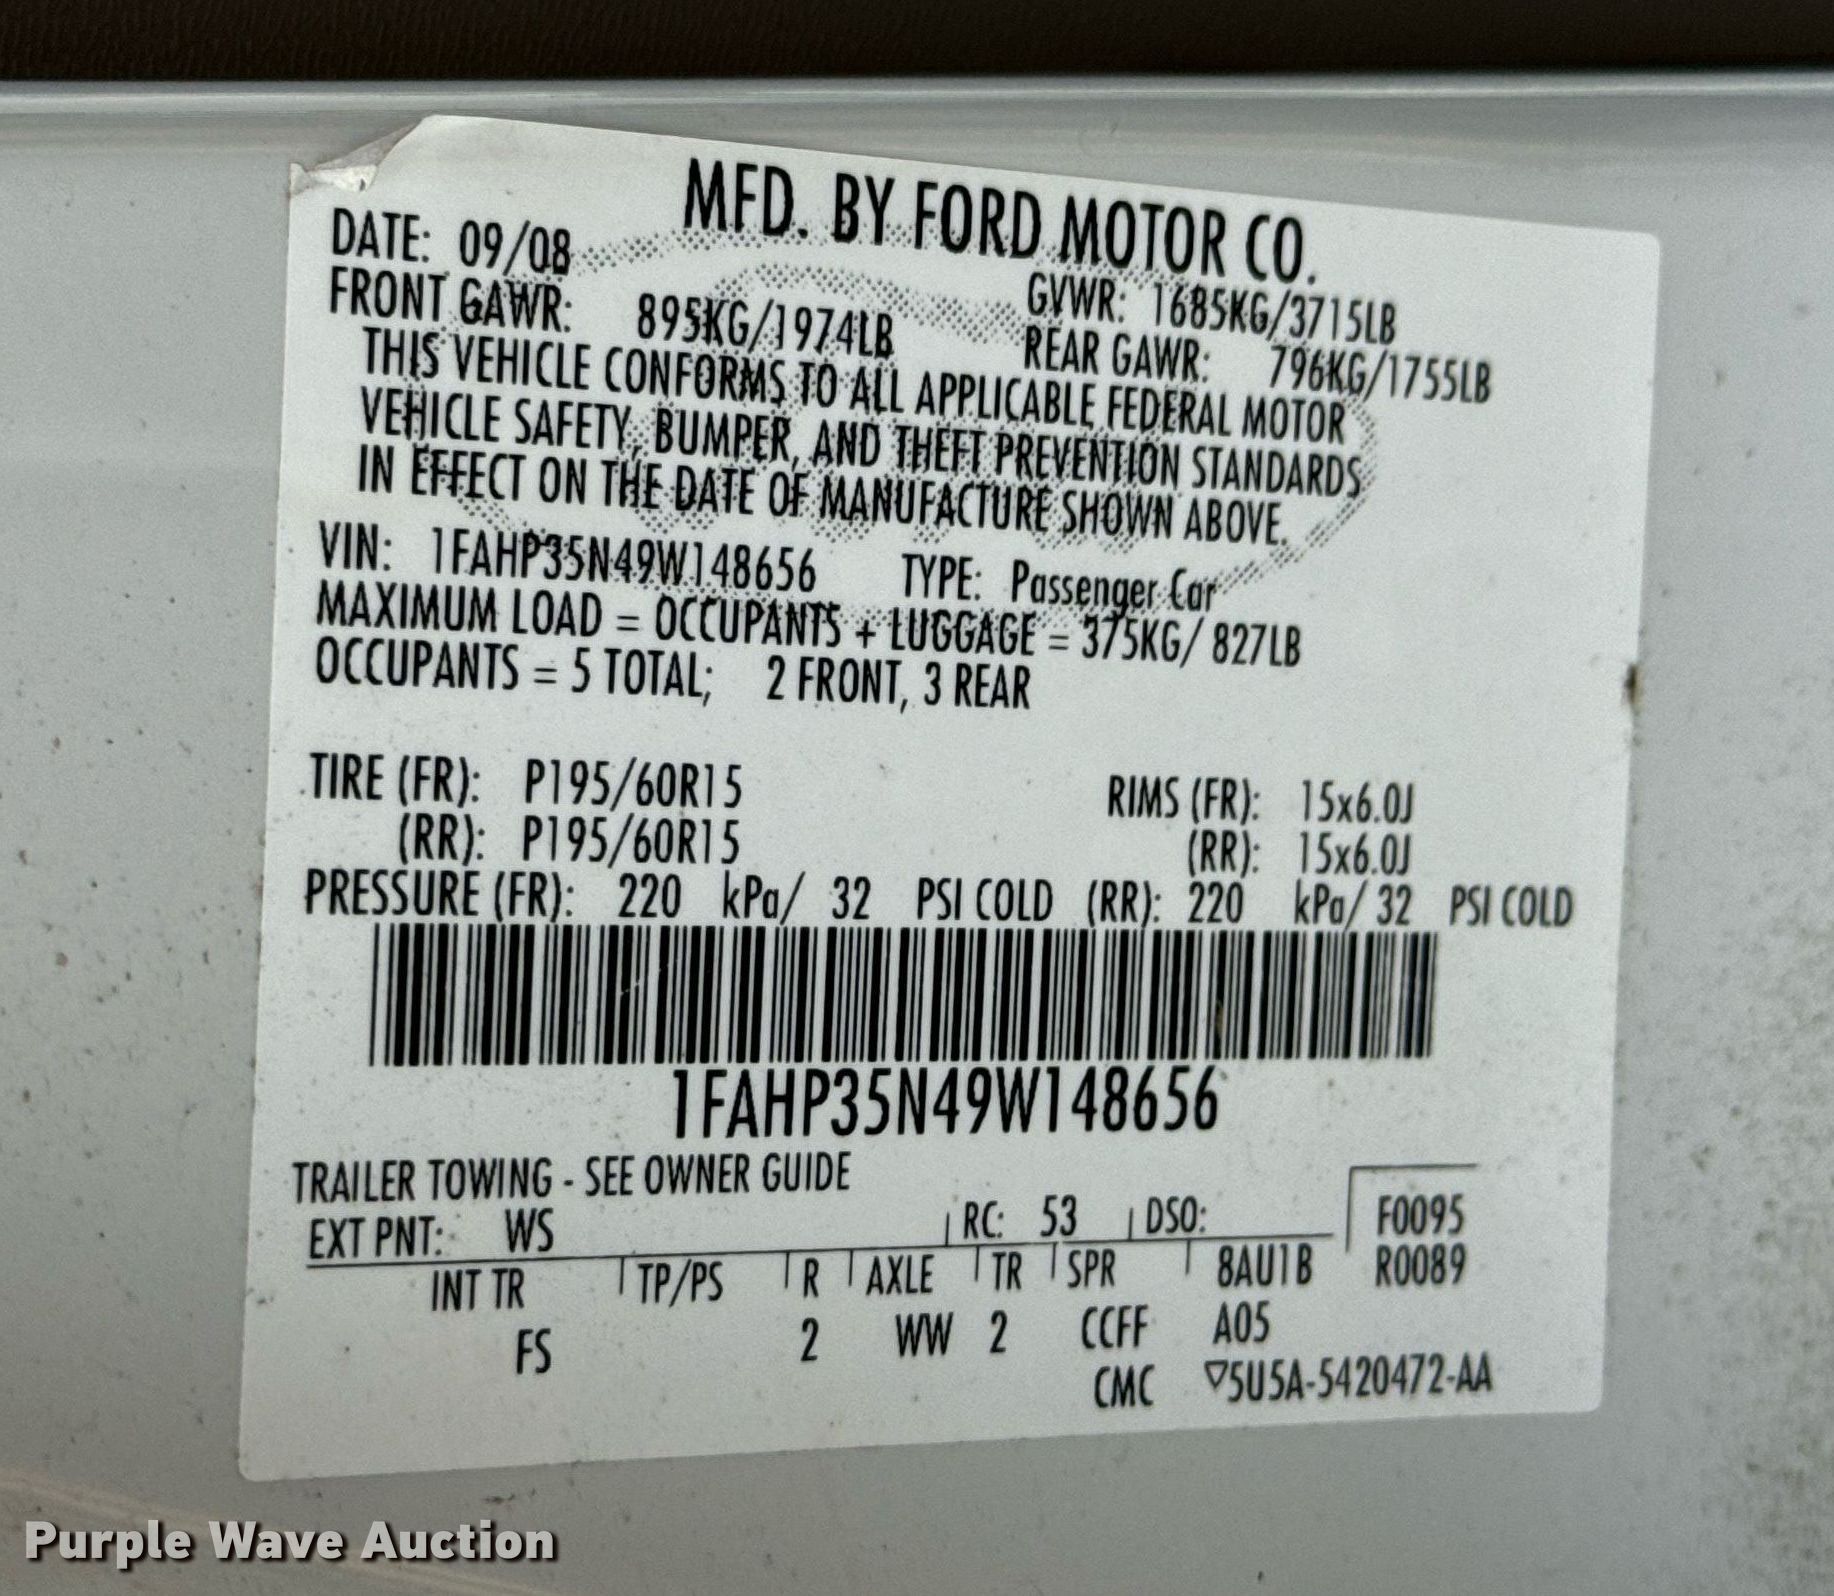 MFD. BY FORD MOTOR CO.
DATE: 09/08 GVWR: 1685KG/3715LB
FRONT GAWR: 895KG/1974LB REAR GAWR: 796KG/1755LB
THIS VEHICLE CONFORMS TO ALL APPLICABLE FEDERAL MOTOR
VEHICLE SAFETY, BUMPER, AND THEFT PREVENTION STANDARDS
IN EFFECT ON THE DATE OF MANUFACTURE SHOWN ABOVE.
VIN: 1FAHP35N49W148656 TYPE: Passenger Car
MAXIMUM LOAD = OCCUPANTS + LUGGAGE = 375KG/ 827LB
OCCUPANTS = 5 TOTAL; 2 FRONT, 3 REAR
TIRE (FR): P195/60R15 RIMS (FR): 15x6.0J
(RR): P195/60R15 (RR): 15x6.0J
PRESSURE (FR): 220 kPa/ 32 PSI COLD (RR): 220 kPa/ 32 PSI COLD
1FAHP35N49W148656
TRAILER TOWING - SEE OWNER GUIDE
EXT PNT: WS RC: 53 DSO: F0095
INT TR TP/PS R AXLE TR SPR 8AU1B R0089
FS 2 WW 2 CCFF A05
CMC ▽5U5A-5420472-AA
Purple Wave Auction